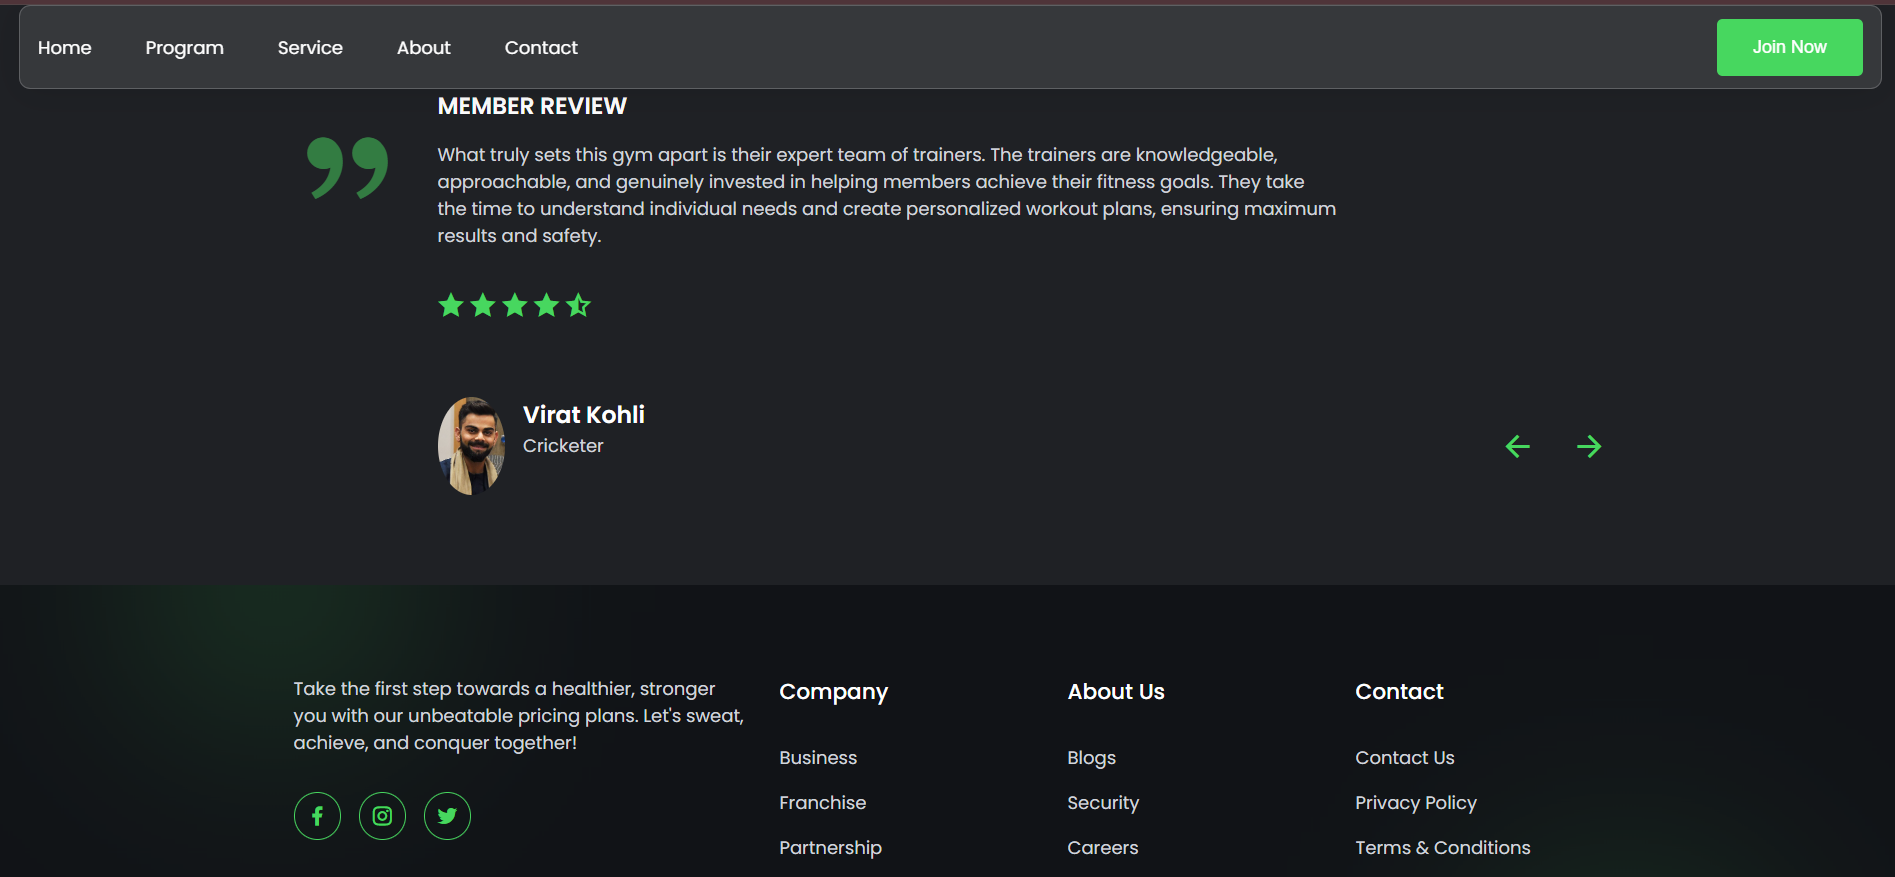 Home Program Service About Contact Join Now
MEMBER REVIEW
What truly sets this gym apart is their expert team of trainers. The trainers are knowledgeable,
approachable, and genuinely invested in helping members achieve their fitness goals. They take
the time to understand individual needs and create personalized workout plans, ensuring maximum
results and safety.
Virat Kohli
Cricketer
Take the first step towards a healthier, stronger
you with our unbeatable pricing plans. Let's sweat,
achieve, and conquer together!
Company
Business
Franchise
Partnership
About Us
Blogs
Security
Careers
Contact
Contact Us
Privacy Policy
Terms & Conditions